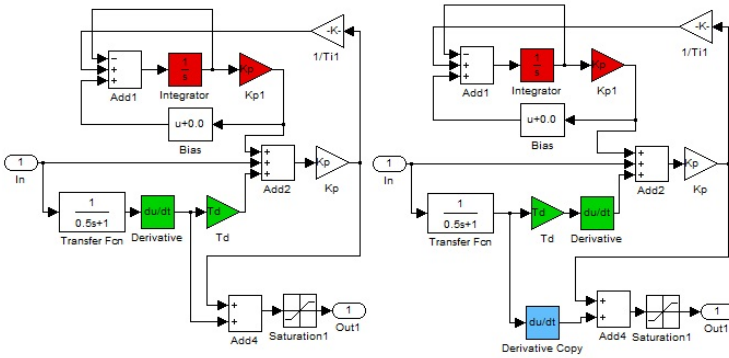 -K-
1/Ti1
Add1
1
s
Integrator
Kp
Kp1
u+0.0
Bias
1
In
Add2
Kp
Kp
1
0.5s+1
Transfer Fcn
du/dt
Derivative
Td
Td
Add4
Saturation1
1
Out1
-K-
1/Ti1
Add1
1
s
Integrator
Kp
Kp1
u+0.0
Bias
1
In
Add2
Kp
Kp
1
0.5s+1
Transfer Fcn
Td
Td
du/dt
Derivative
du/dt
Derivative Copy
Add4
Saturation1
1
Out1